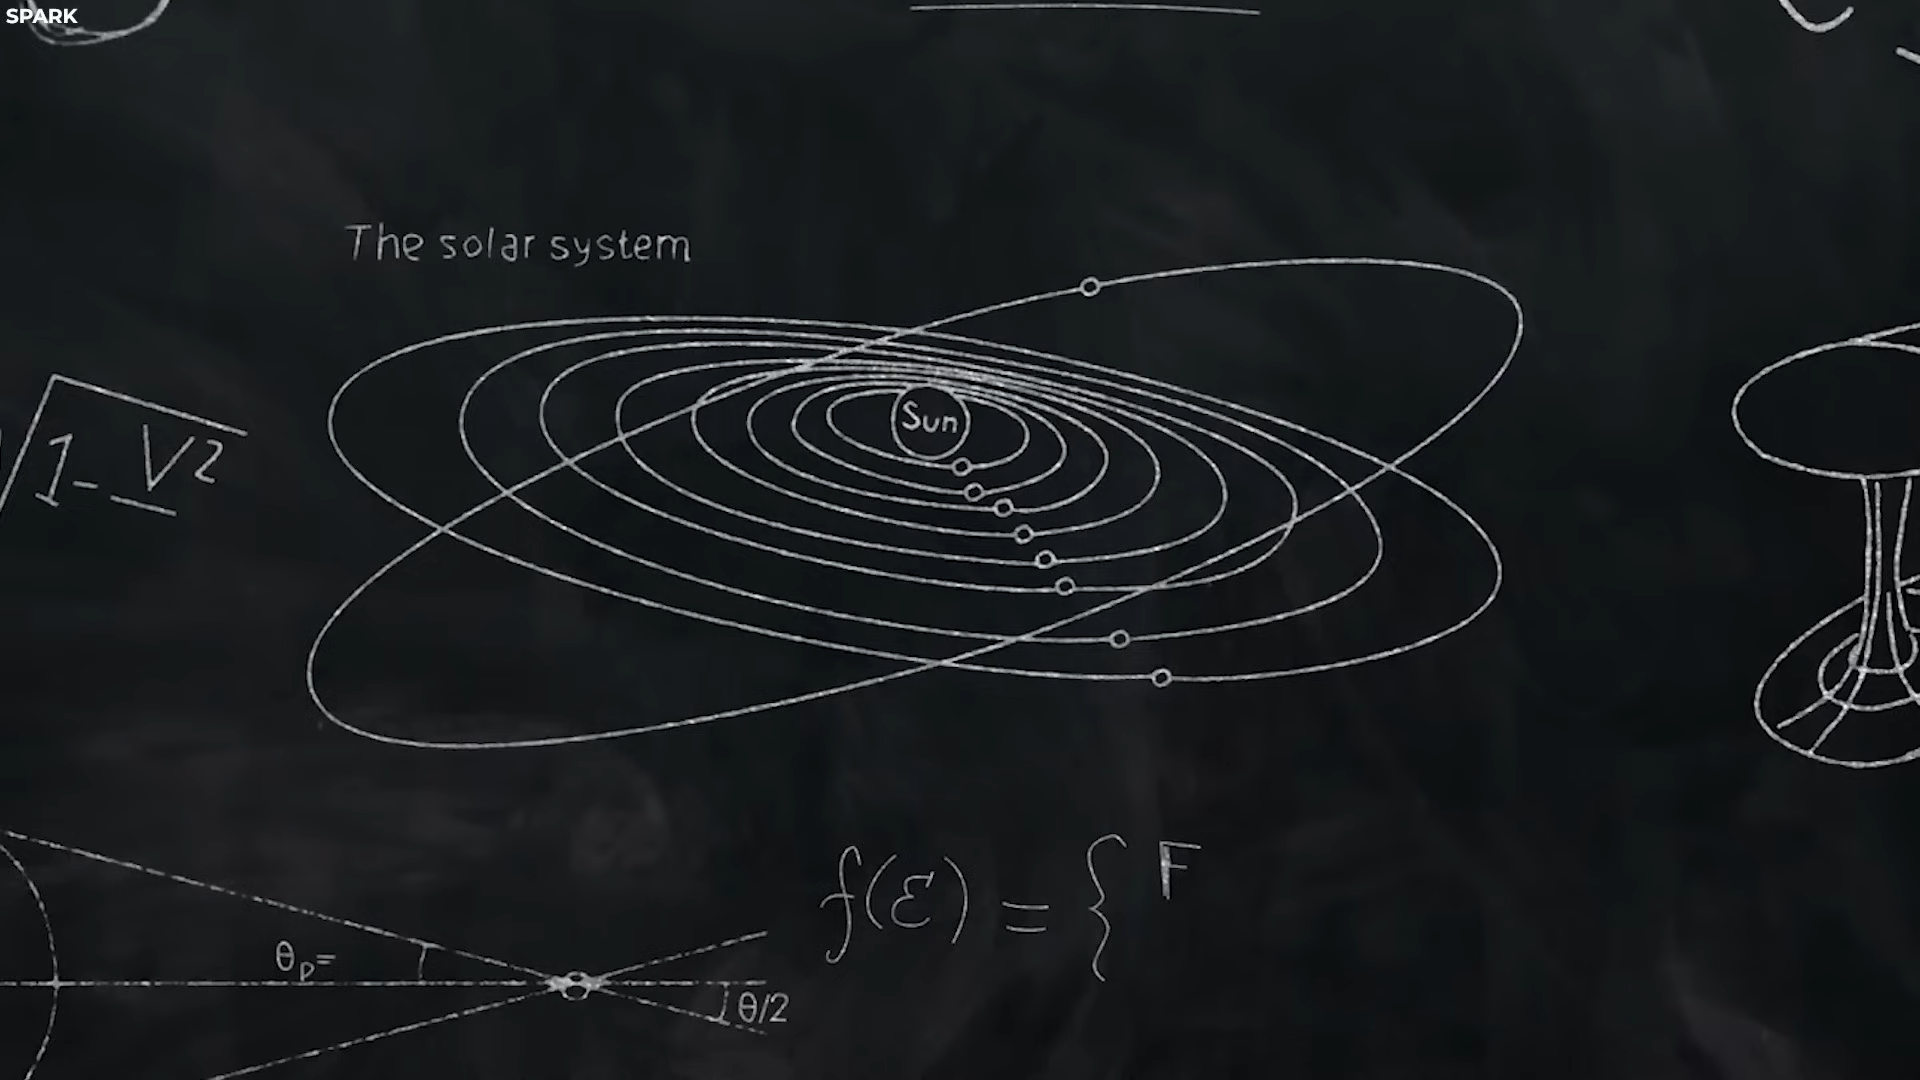 SPARK
The solar system
Sun
√1-V²
f(ε) = { F
θp=
θ/2